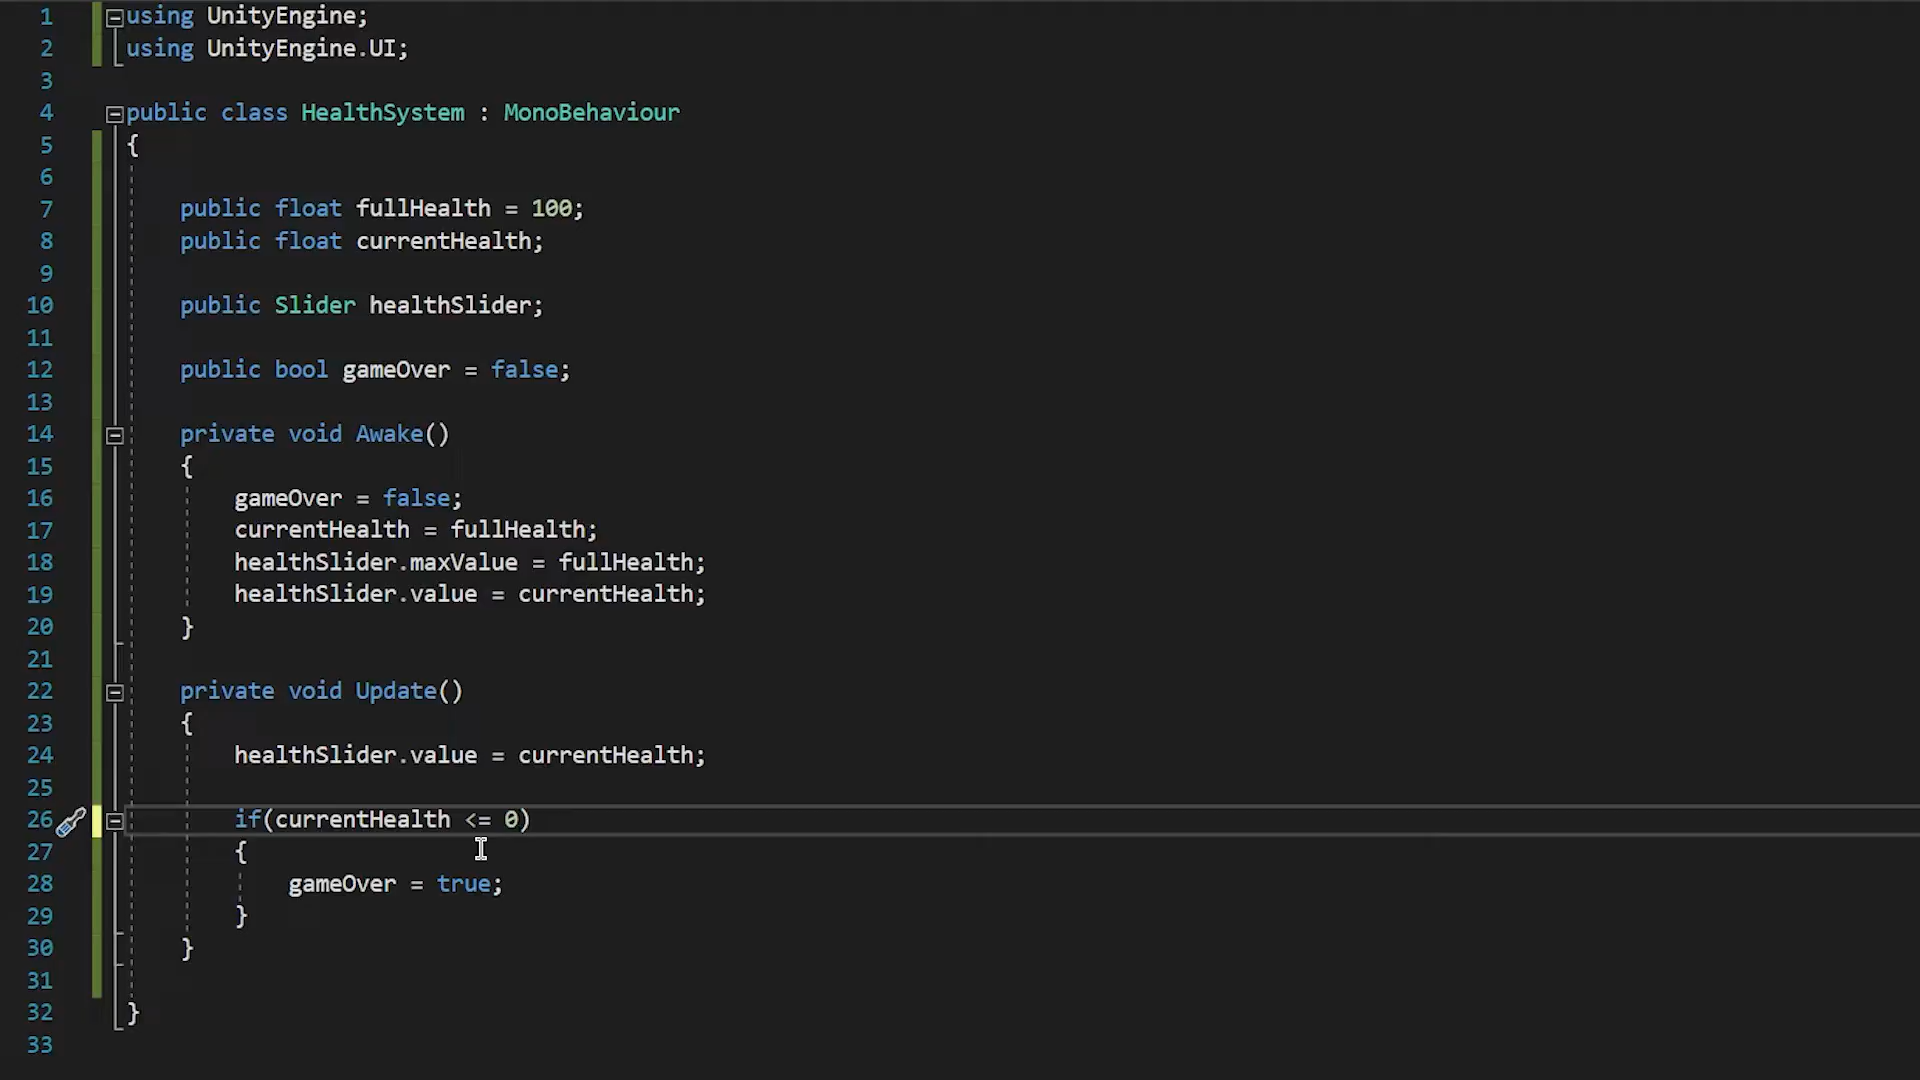 1 using UnityEngine;
2 using UnityEngine.UI;
3
4 public class HealthSystem : MonoBehaviour
5 {
6
7 public float fullHealth = 100;
8 public float currentHealth;
9
10 public Slider healthSlider;
11
12 public bool gameOver = false;
13
14 private void Awake()
15 {
16 gameOver = false;
17 currentHealth = fullHealth;
18 healthSlider.maxValue = fullHealth;
19 healthSlider.value = currentHealth;
20 }
21
22 private void Update()
23 {
24 healthSlider.value = currentHealth;
25
26 if(currentHealth <= 0)
27 {
28 gameOver = true;
29 }
30 }
31
32 }
33